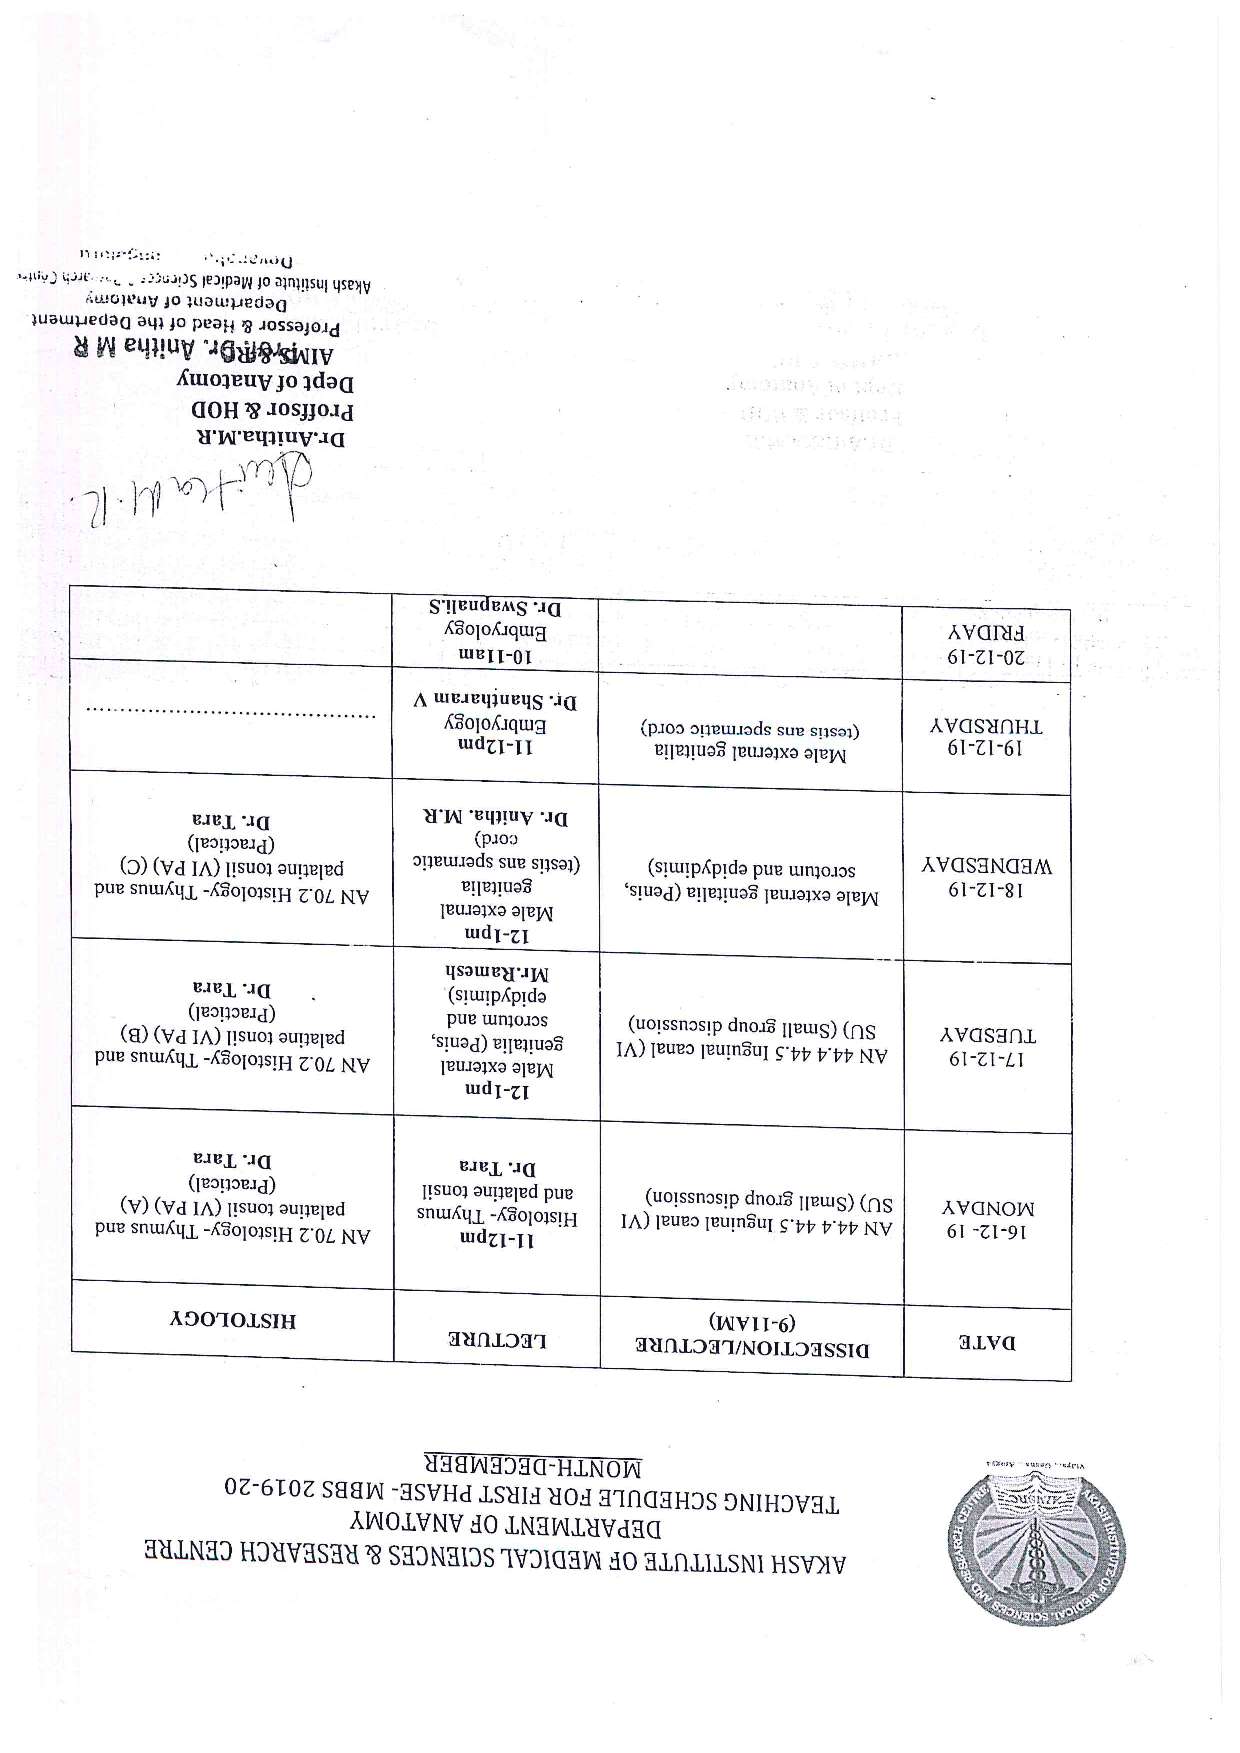 AKASH INSTITUTE OF MEDICAL SCIENCES AND RESEARCH CENTRE
AIMSRC
AKASH INSTITUTE OF MEDICAL SCIENCES & RESEARCH CENTRE
DEPARTMENT OF ANATOMY
TEACHING SCHEDULE FOR FIRST PHASE- MBBS 2019-20
MONTH-DECEMBER
DATE
DISSECTION/LECTURE
(9-11AM)
LECTURE
HISTOLOGY
16-12- 19
MONDAY
AN 44.4 44.5 Inguinal canal (VI
SU) (Small group discussion)
11-12pm
Histology- Thymus
and palatine tonsil
Dr. Tara
AN 70.2 Histology- Thymus and
palatine tonsil (VI PA) (A)
(Practical)
Dr. Tara
17-12-19
TUESDAY
AN 44.4 44.5 Inguinal canal (VI
SU) (Small group discussion)
12-1pm
Male external
genitalia (Penis,
scrotum and
epidydimis)
Mr.Ramesh
AN 70.2 Histology- Thymus and
palatine tonsil (VI PA) (B)
(Practical)
Dr. Tara
18-12-19
WEDNESDAY
Male external genitalia (Penis,
scrotum and epidydimis)
12-1pm
Male external
genitalia
(testis ans spermatic
cord)
Dr. Anitha. M.R
AN 70.2 Histology- Thymus and
palatine tonsil (VI PA) (C)
(Practical)
Dr. Tara
19-12-19
THURSDAY
Male external genitalia
(testis ans spermatic cord)
11-12pm
Embryology
Dr. Shantharam V
..........................................
20-12-19
FRIDAY
10-11am
Embryology
Dr. Swapnali.S
Anitha M.R.
Dr.Anitha.M.R
Proffsor & HOD
Dept of Anatomy
AIMS&RC
Dr. Anitha M R
Professor & Head of the Department
Department of Anatomy
Akash Institute of Medical Sciences